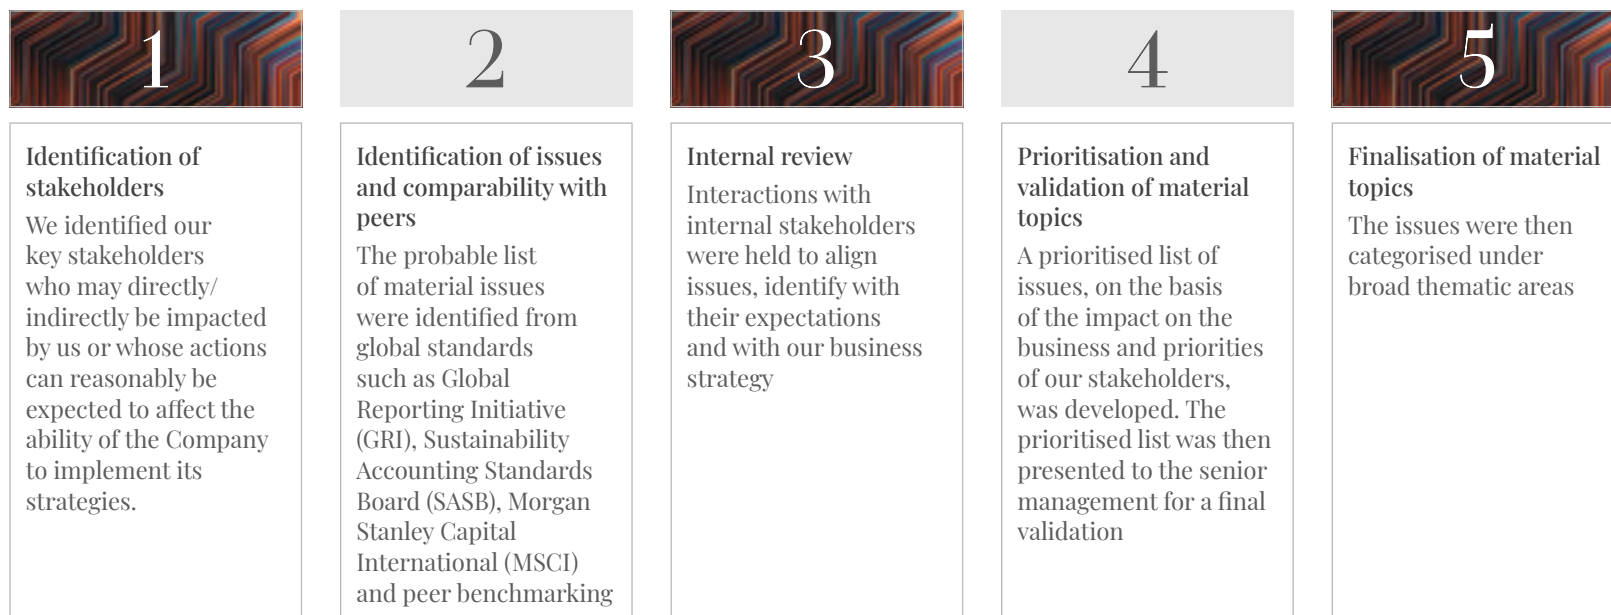 1
Identification of
stakeholders
We identified our
key stakeholders
who may directly/
indirectly be impacted
by us or whose actions
can reasonably be
expected to affect the
ability of the Company
to implement its
strategies.
2
Identification of issues
and comparability with
peers
The probable list
of material issues
were identified from
global standards
such as Global
Reporting Initiative
(GRI), Sustainability
Accounting Standards
Board (SASB), Morgan
Stanley Capital
International (MSCI)
and peer benchmarking
3
Internal review
Interactions with
internal stakeholders
were held to align
issues, identify with
their expectations
and with our business
strategy
4
Prioritisation and
validation of material
topics
A prioritised list of
issues, on the basis
of the impact on the
business and priorities
of our stakeholders,
was developed. The
prioritised list was then
presented to the senior
management for a final
validation
5
Finalisation of material
topics
The issues were then
categorised under
broad thematic areas